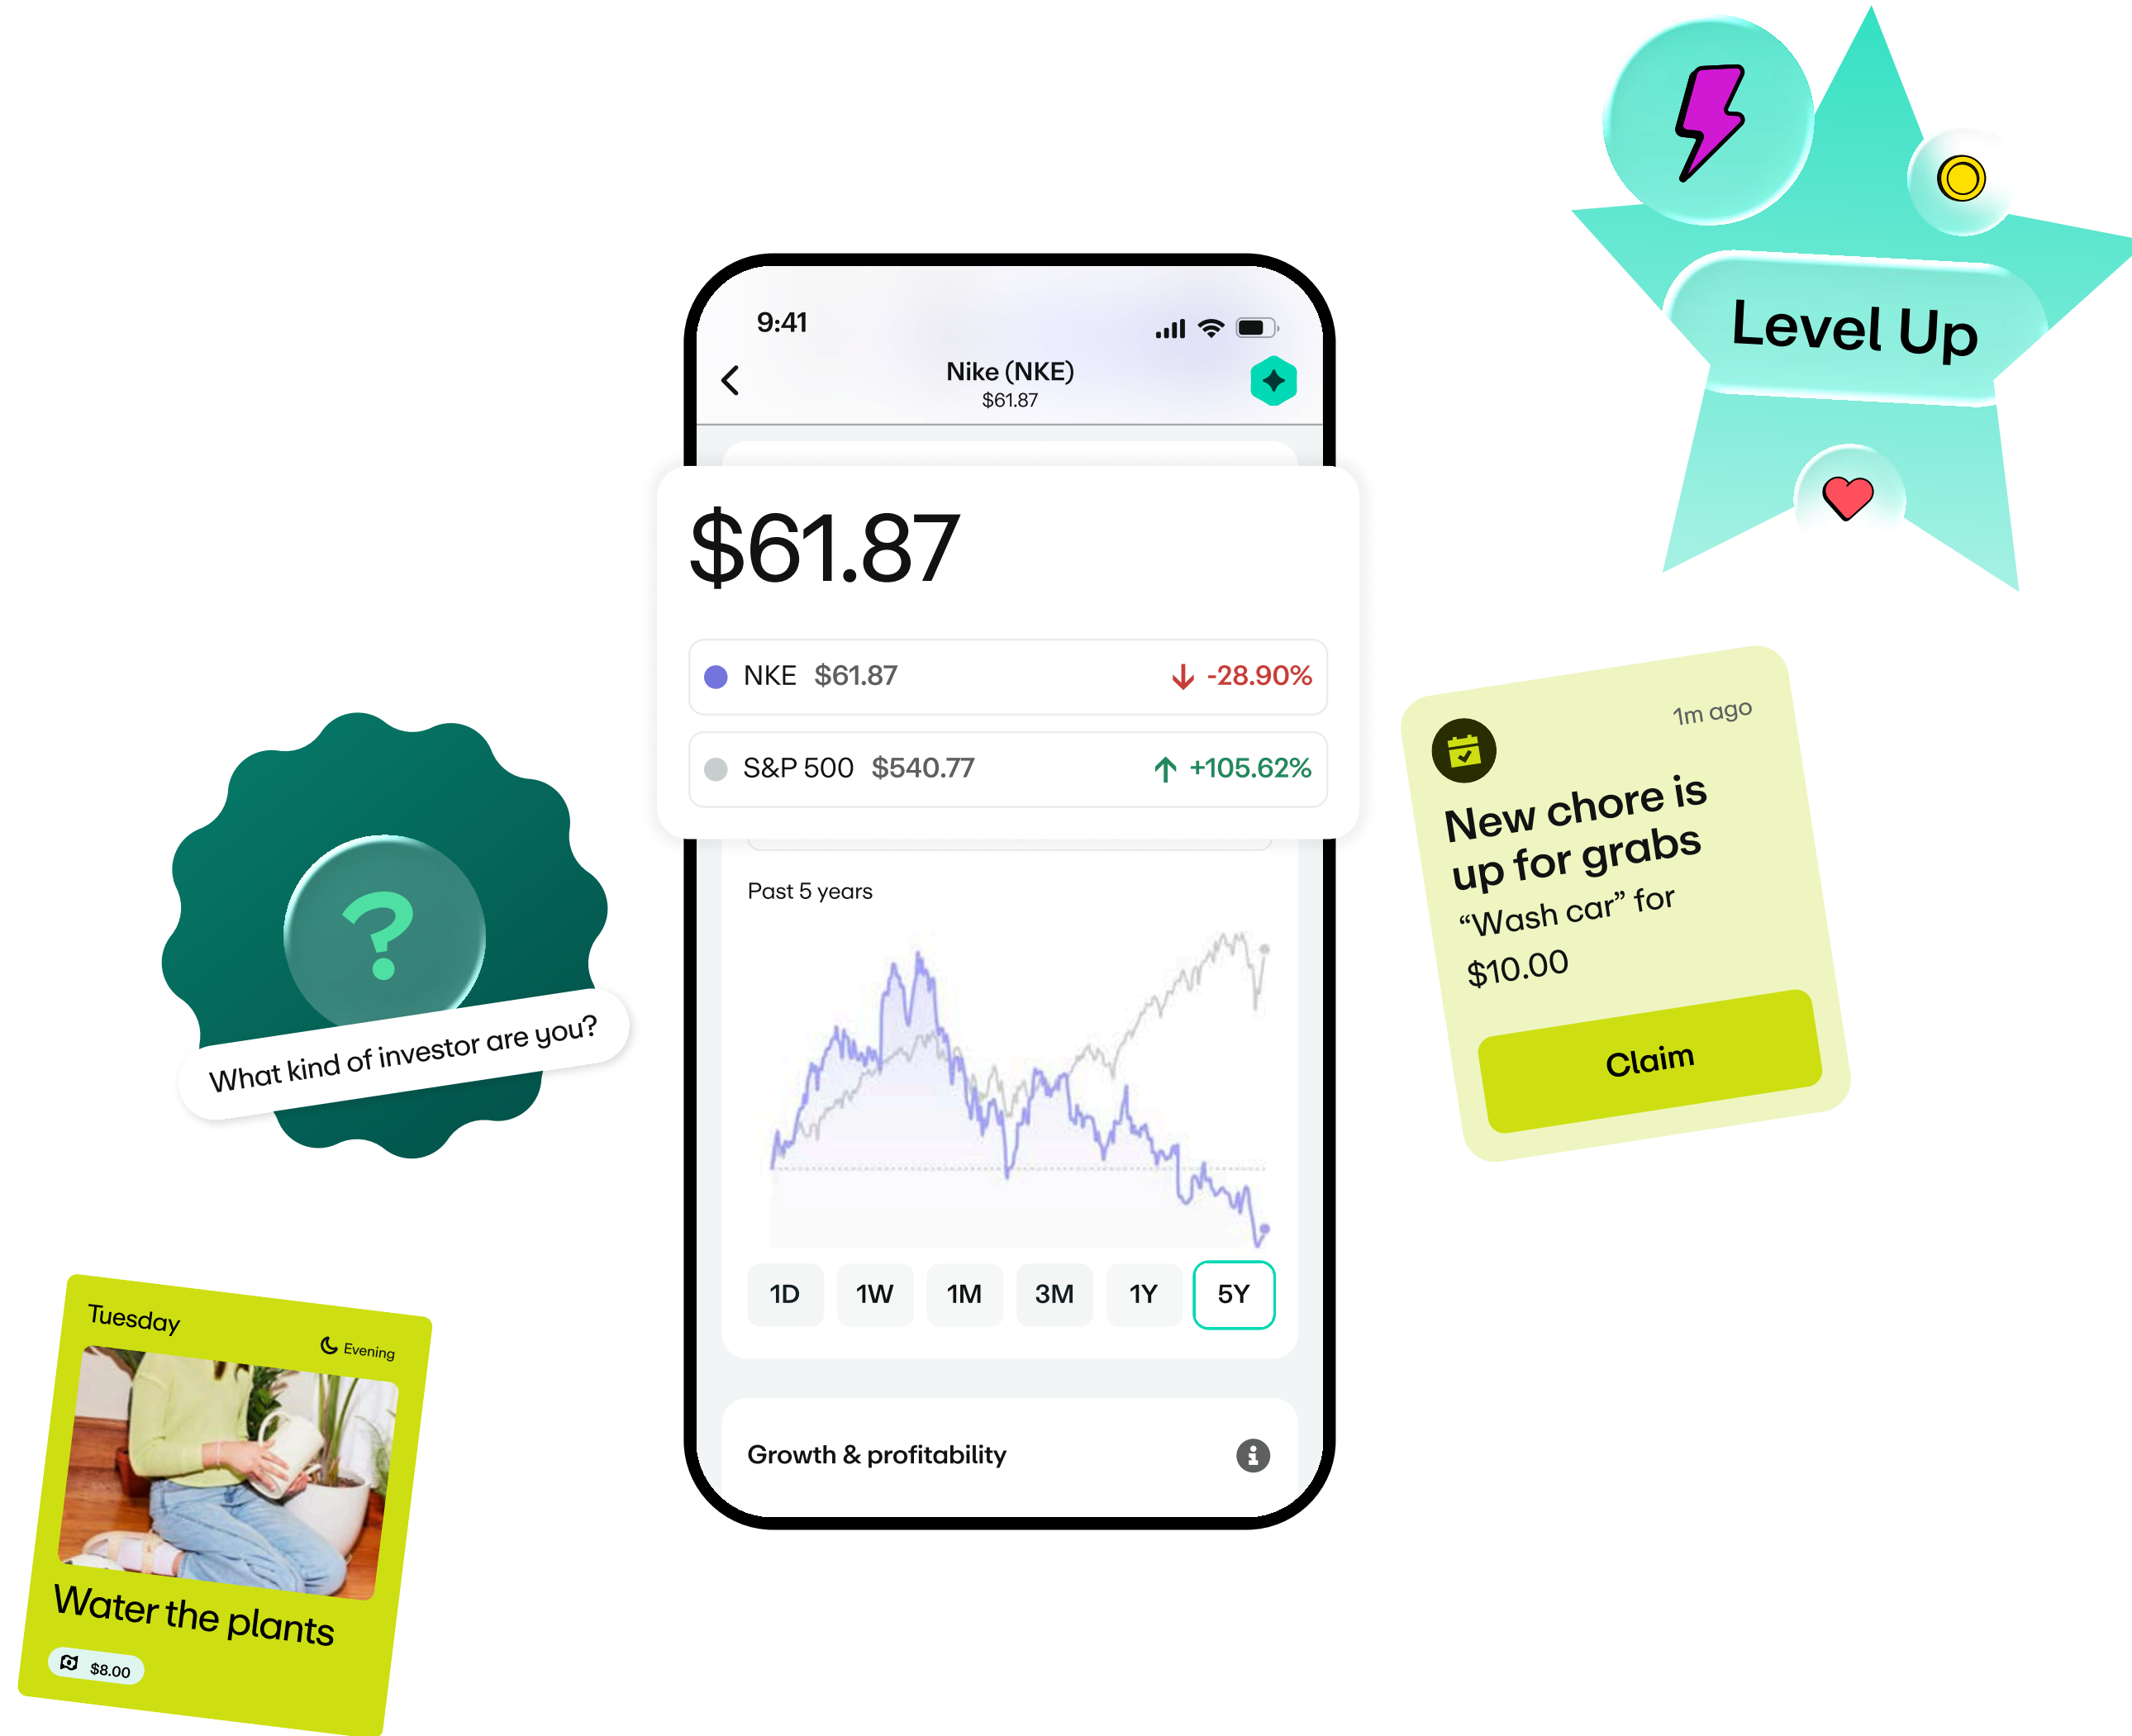 Level Up
9:41
Nike (NKE)
$61.87
$61.87
NKE $61.87 -28.90%
S&P 500 $540.77 +105.62%
Past 5 years
1D 1W 1M 3M 1Y 5Y
Growth & profitability
1m ago
New chore is
up for grabs
“Wash car” for
$10.00
Claim
What kind of investor are you?
Tuesday
Evening
Water the plants
$8.00